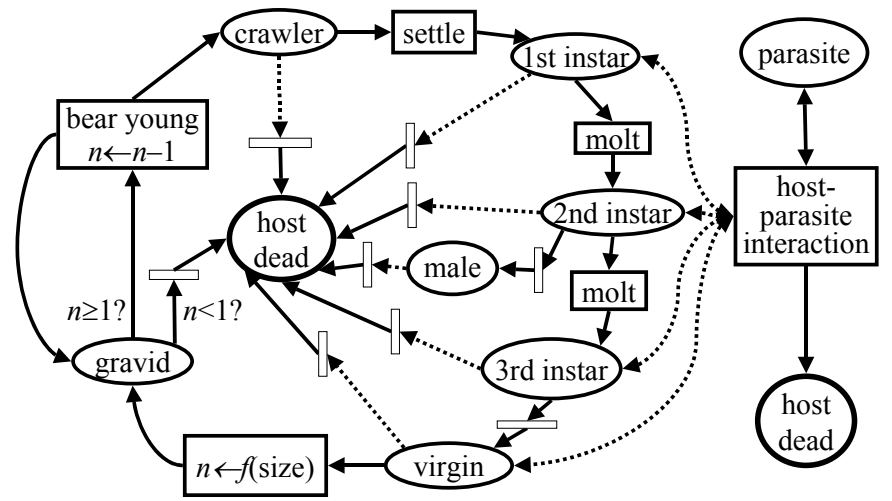 crawler
settle
1st instar
parasite
bear young
n←n–1
molt
host
dead
2nd instar
host-
parasite
interaction
male
molt
n≥1?
n<1?
gravid
3rd instar
host
dead
n←f(size)
virgin